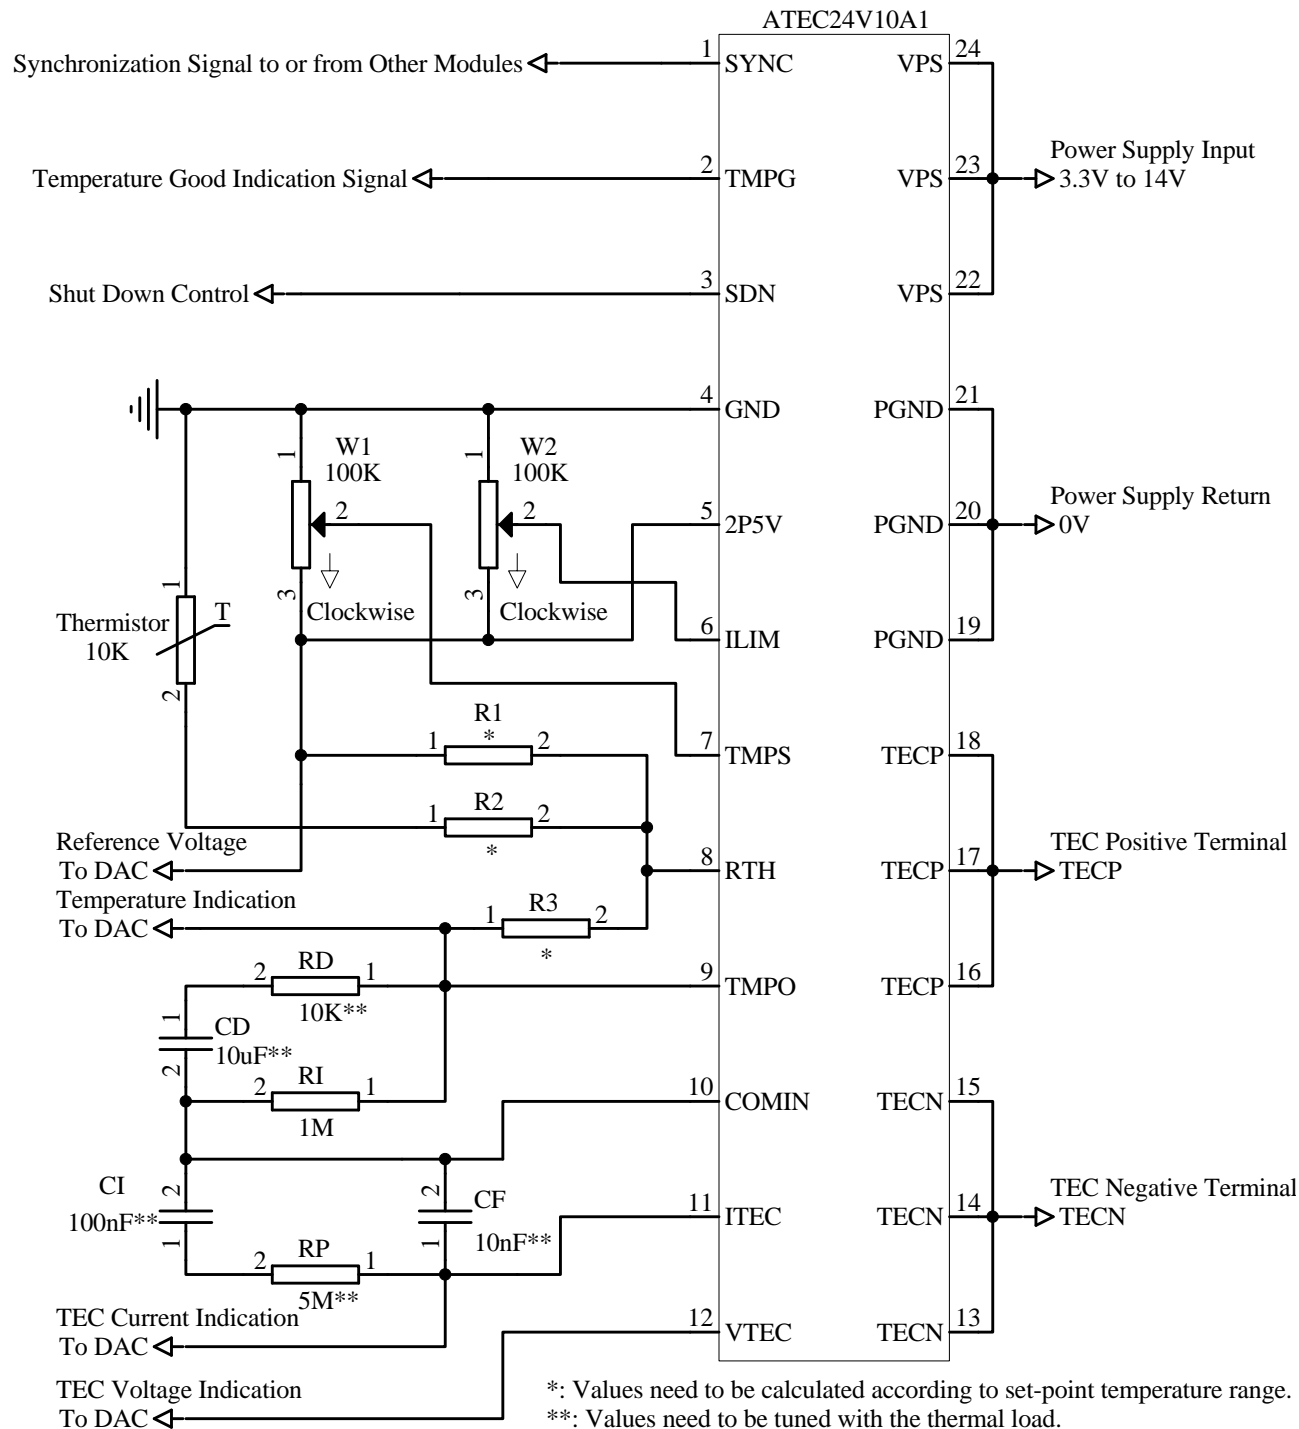 ATEC24V10A1
Synchronization Signal to or from Other Modules
1
SYNC
VPS
24
Temperature Good Indication Signal
2
TMPG
VPS
23
Power Supply Input
3.3V to 14V
Shut Down Control
3
SDN
VPS
22
4
GND
PGND
21
1
W1
100K
2
3
Clockwise
1
W2
100K
2
3
Clockwise
5
2P5V
PGND
20
Power Supply Return
0V
1
Thermistor
10K
T
2
6
ILIM
PGND
19
R1
1
*
2
7
TMPS
TECP
18
R2
1
2
*
Reference Voltage
To DAC
8
RTH
TECP
17
TEC Positive Terminal
TECP
Temperature Indication
To DAC
1
R3
2
*
2
RD
1
10K**
9
TMPO
TECP
16
1
CD
10uF**
2
2
RI
1
1M
10
COMIN
TECN
15
CI
100nF**
2
1
2
CF
10nF**
1
11
ITEC
TECN
14
TEC Negative Terminal
TECN
2
RP
1
5M**
TEC Current Indication
To DAC
12
VTEC
TECN
13
TEC Voltage Indication
To DAC
*: Values need to be calculated according to set-point temperature range.
**: Values need to be tuned with the thermal load.